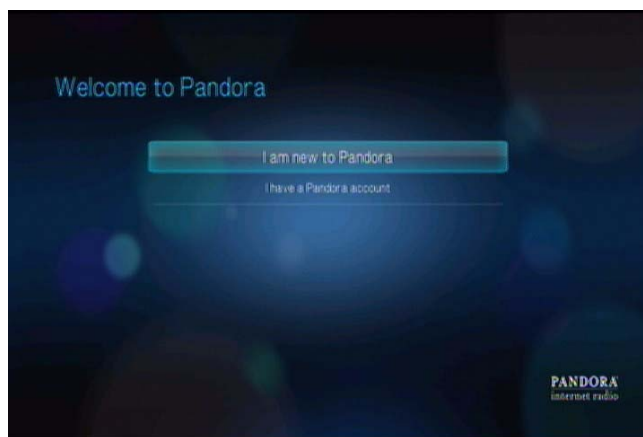 Welcome to Pandora
I am new to Pandora
I have a Pandora account
PANDORA
internet radio